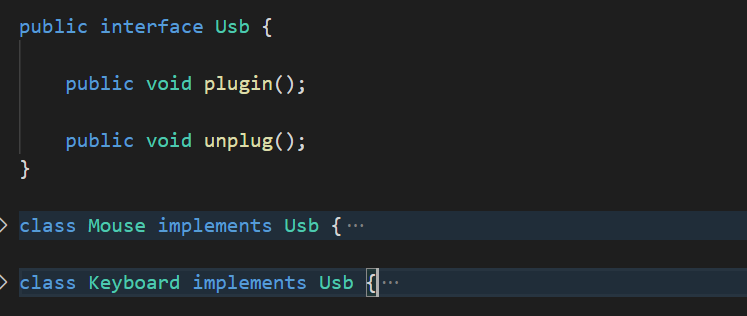 public interface Usb {
public void plugin();
public void unplug();
}
class Mouse implements Usb {···
class Keyboard implements Usb {···